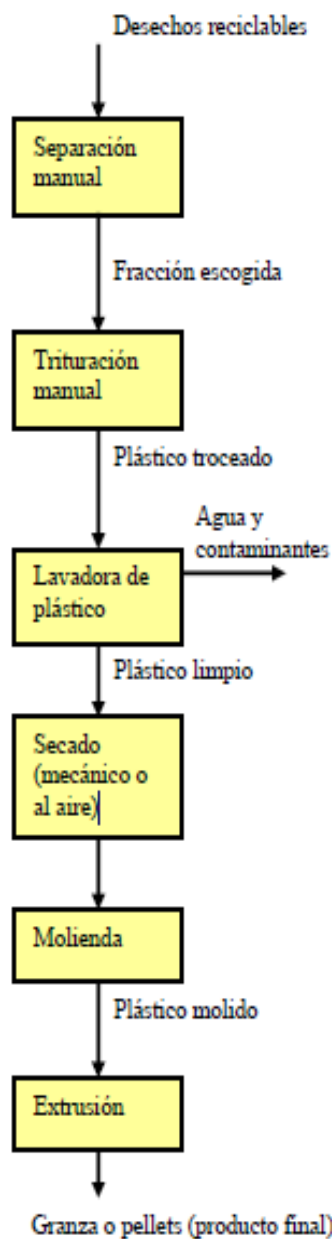 Desechos reciclables
Separación
manual
Fracción escogida
Trituración
manual
Plástico troceado
Agua y
contaminantes
Lavadora de
plástico
Plástico limpio
Secado
(mecánico o
al aire)
Molienda
Plástico molido
Extrusión
Granza o pellets (producto final)